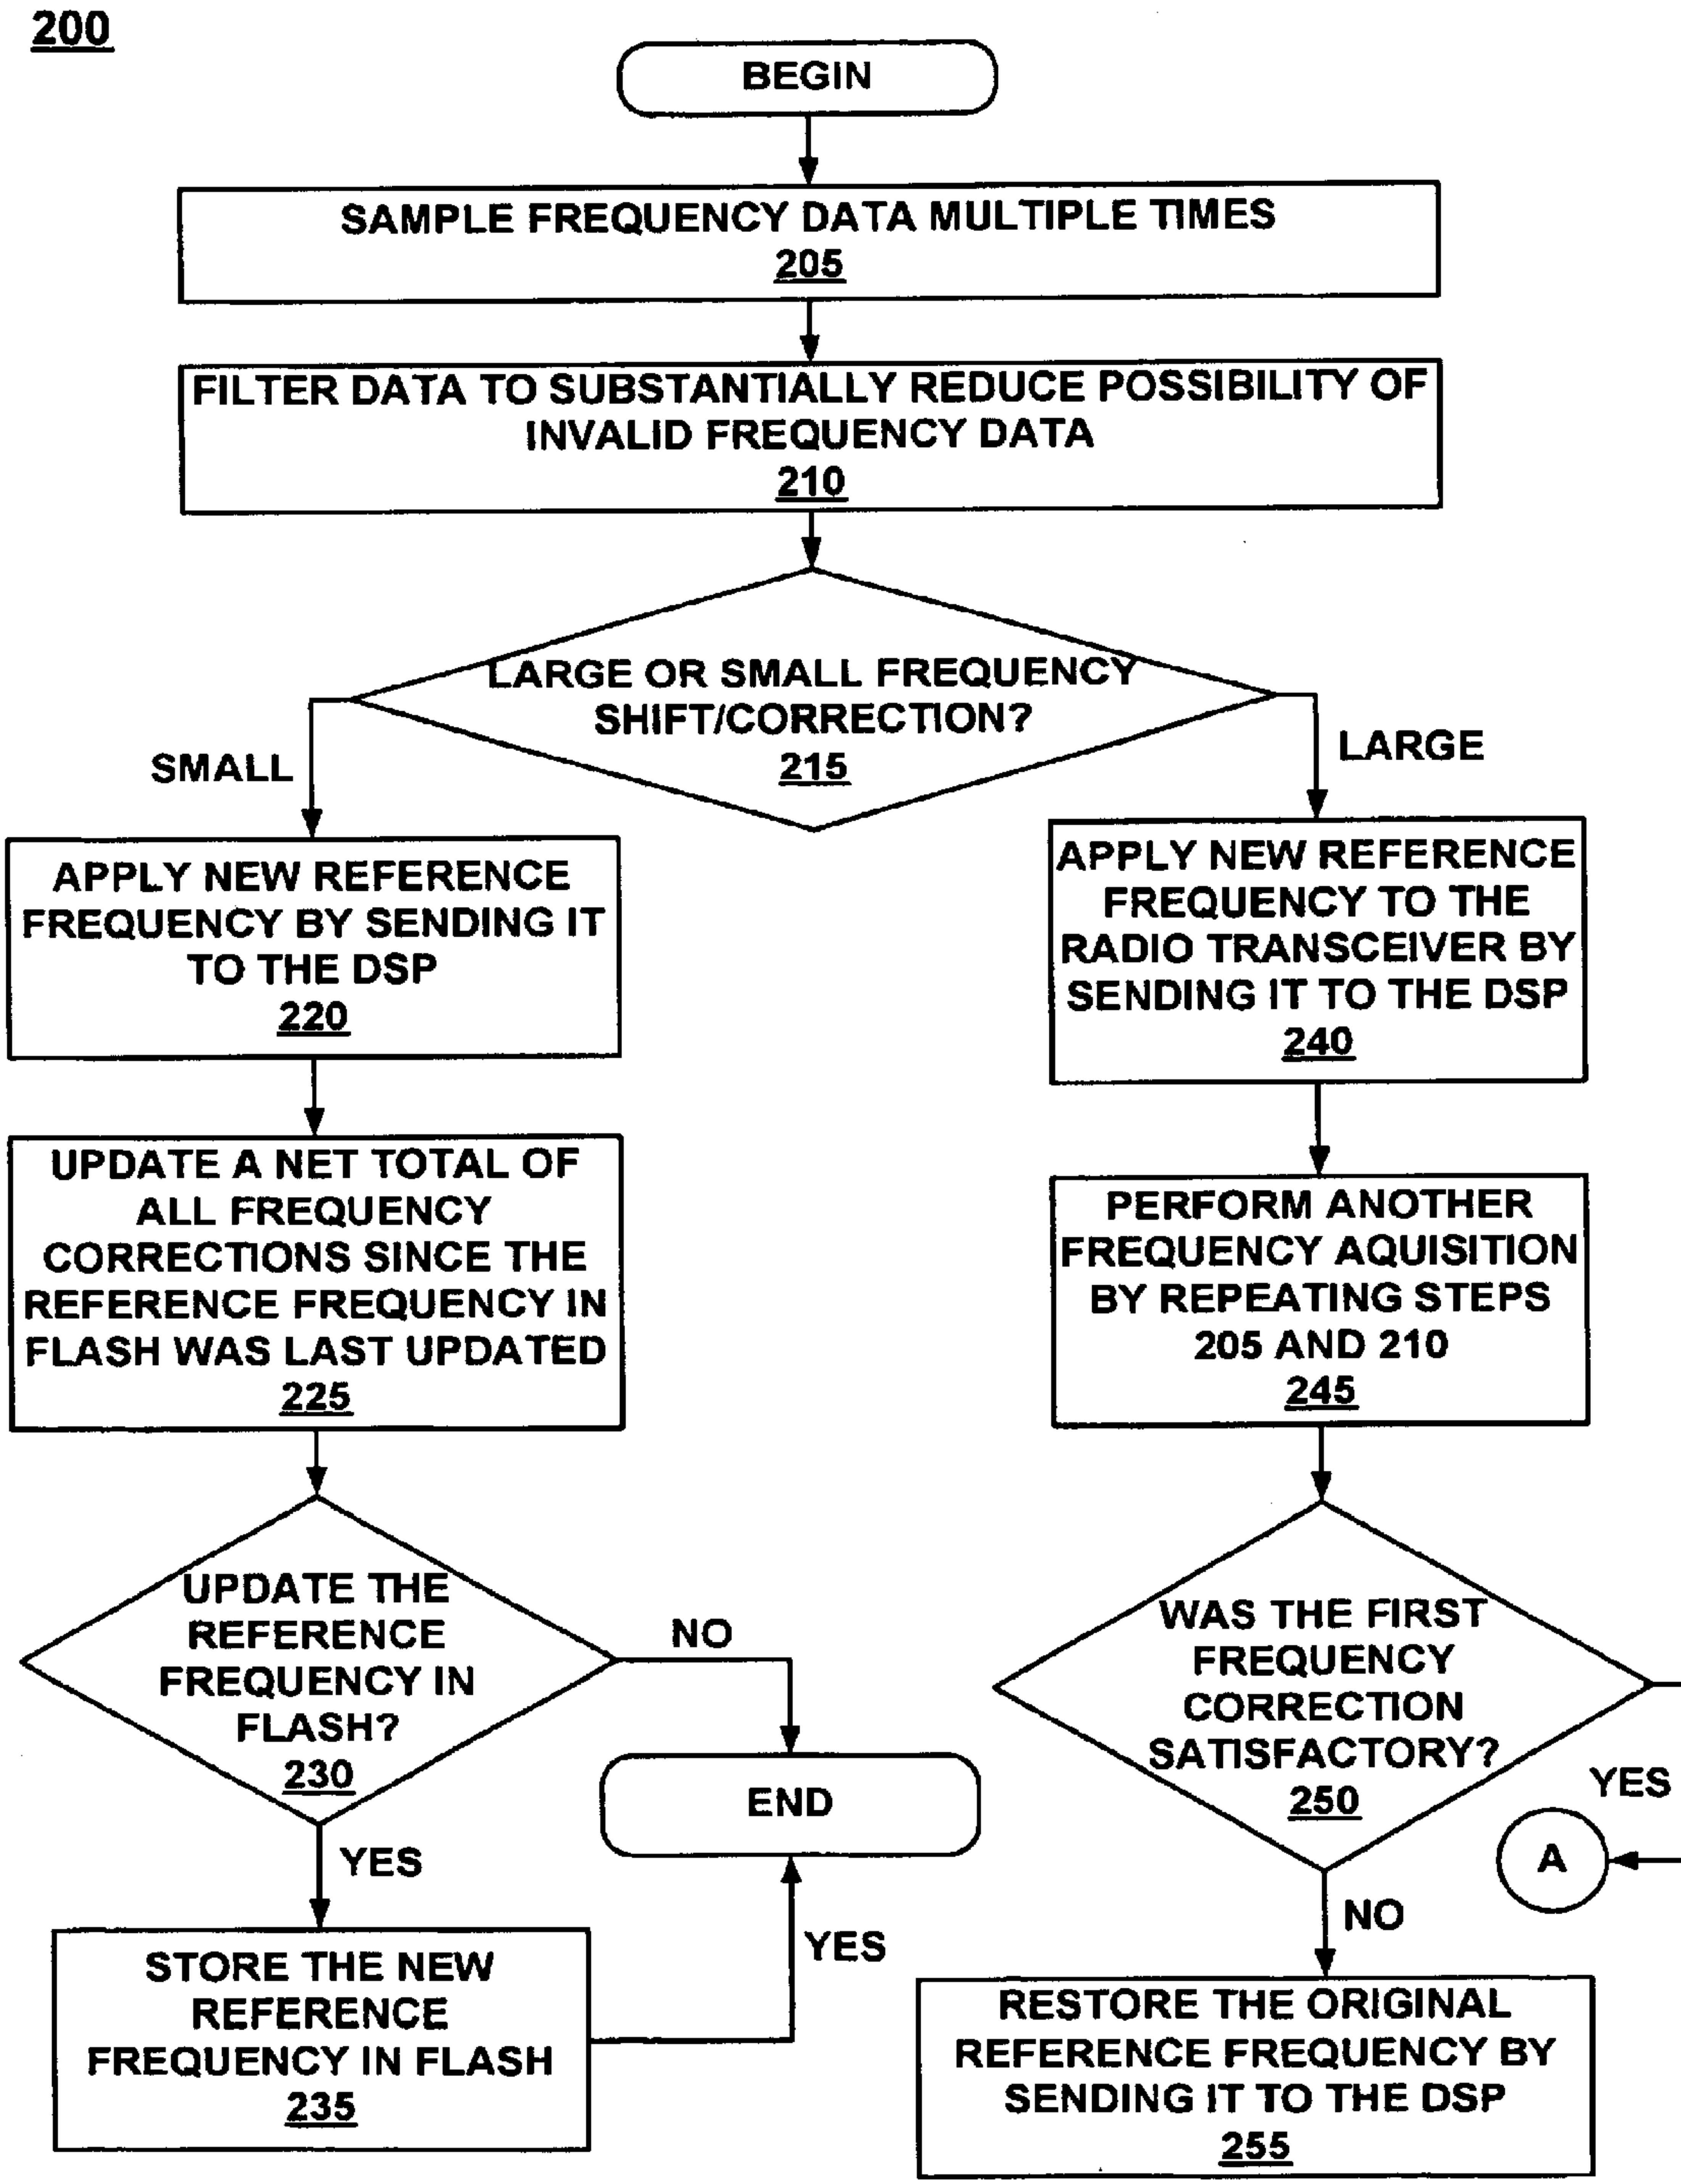 200
BEGIN
SAMPLE FREQUENCY DATA MULTIPLE TIMES
205
FILTER DATA TO SUBSTANTIALLY REDUCE POSSIBILITY OF
INVALID FREQUENCY DATA
210
LARGE OR SMALL FREQUENCY
SHIFT/CORRECTION?
215
SMALL
LARGE
APPLY NEW REFERENCE
FREQUENCY BY SENDING IT
TO THE DSP
220
UPDATE A NET TOTAL OF
ALL FREQUENCY
CORRECTIONS SINCE THE
REFERENCE FREQUENCY IN
FLASH WAS LAST UPDATED
225
UPDATE THE
REFERENCE
FREQUENCY IN
FLASH?
230
NO
YES
END
STORE THE NEW
REFERENCE
FREQUENCY IN FLASH
235
YES
APPLY NEW REFERENCE
FREQUENCY TO THE
RADIO TRANSCEIVER BY
SENDING IT TO THE DSP
240
PERFORM ANOTHER
FREQUENCY AQUISITION
BY REPEATING STEPS
205 AND 210
245
WAS THE FIRST
FREQUENCY
CORRECTION
SATISFACTORY?
250
YES
A
NO
RESTORE THE ORIGINAL
REFERENCE FREQUENCY BY
SENDING IT TO THE DSP
255